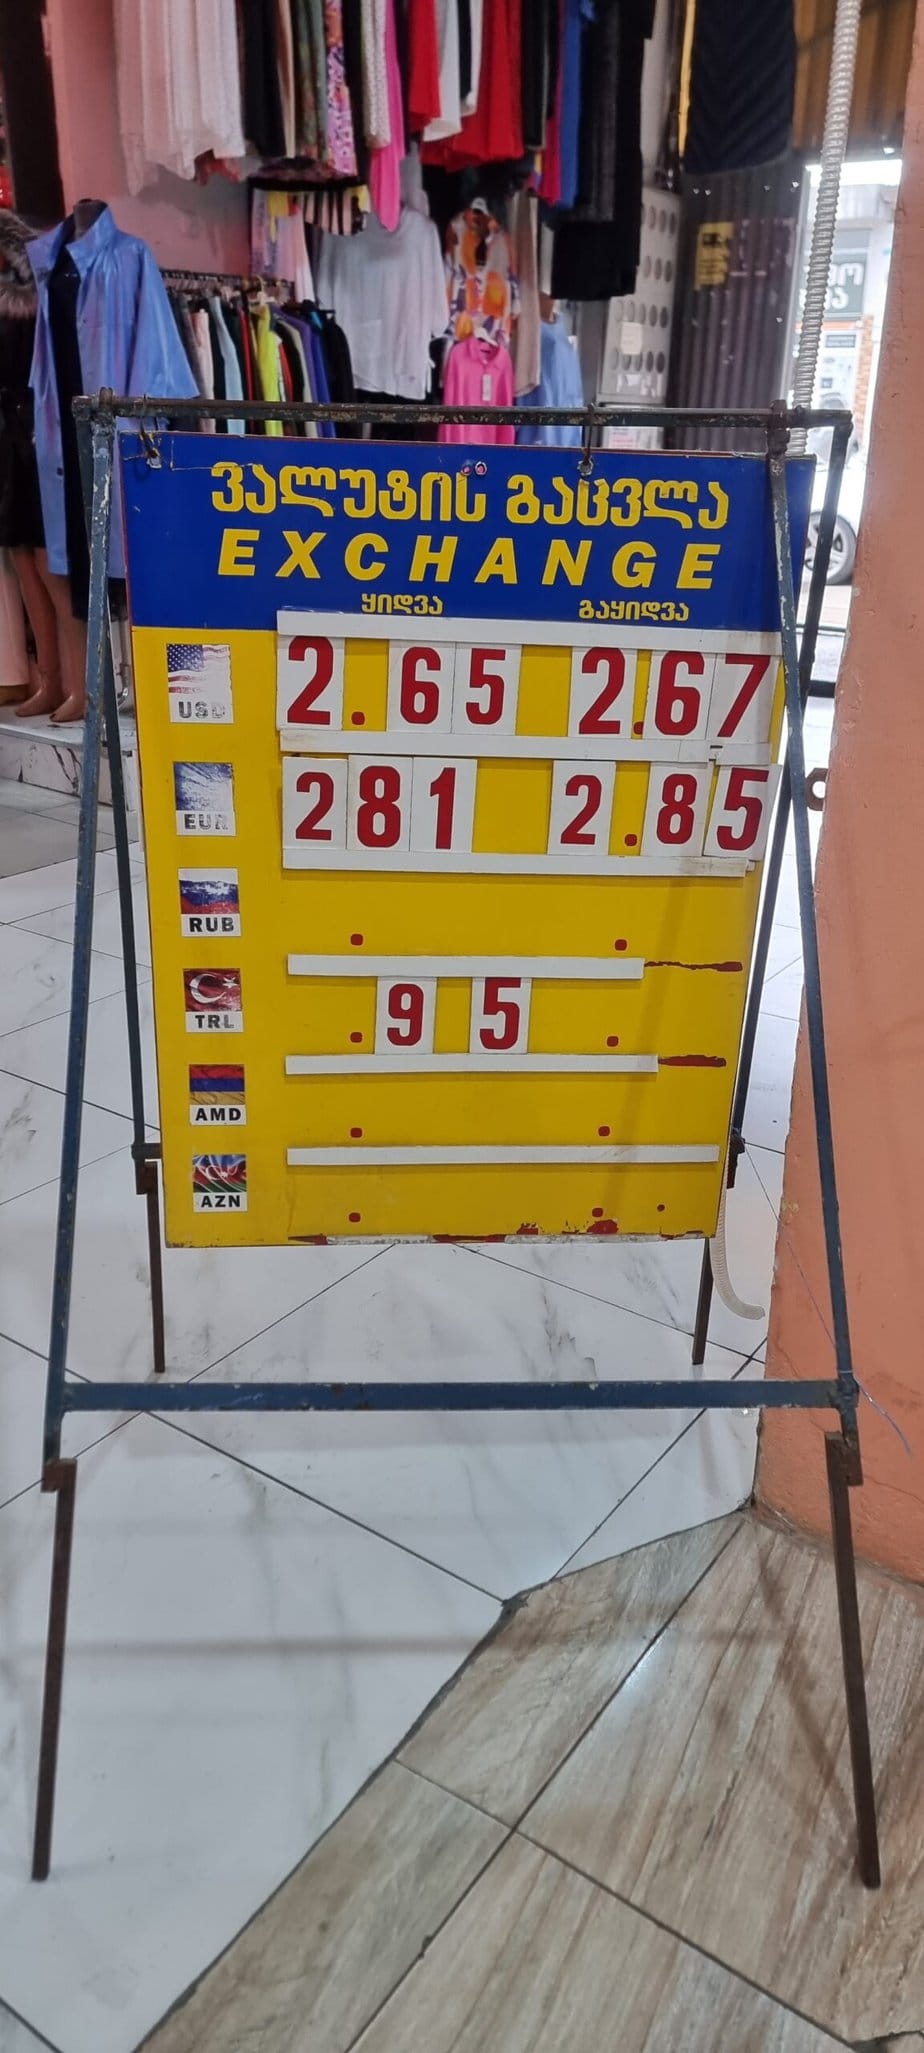 ვალუტის გაცვლა
EXCHANGE
ყიდვა გაყიდვა
USD 2.65 2.67
EUR 281 2.85
RUB . .
TRL .95 .
AMD . .
AZN . .